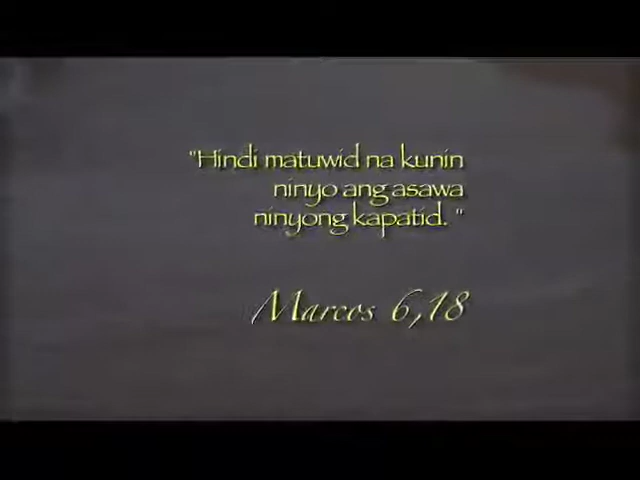 "Hindi matuwid na kunin
ninyo ang asawa
ninyong kapatid. "
Marcos 6,18